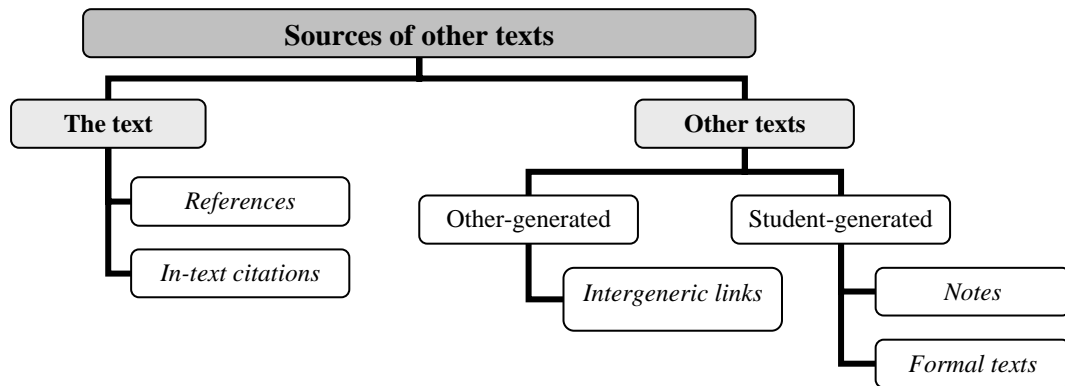 Sources of other texts
The text
Other texts
References
In-text citations
Other-generated
Student-generated
Intergeneric links
Notes
Formal texts